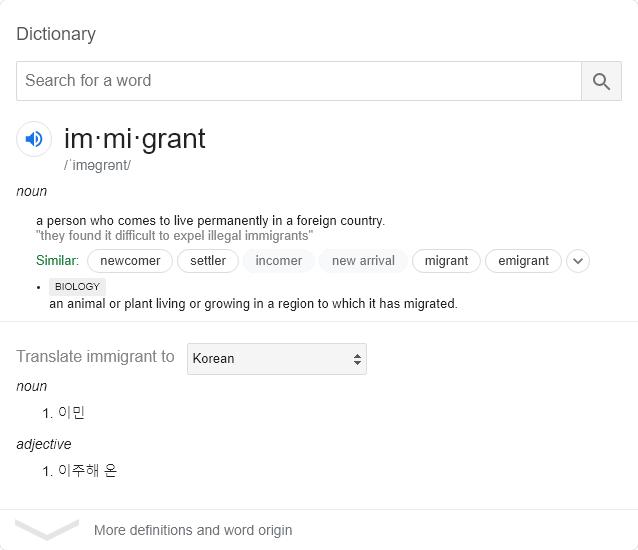 Dictionary
Search for a word
im·mi·grant
/ˈiməɡrənt/
noun
a person who comes to live permanently in a foreign country.
"they found it difficult to expel illegal immigrants"
Similar: newcomer settler incomer new arrival migrant emigrant
• BIOLOGY
an animal or plant living or growing in a region to which it has migrated.
Translate immigrant to Korean
noun
1. 이민
adjective
1. 이주해 온
More definitions and word origin